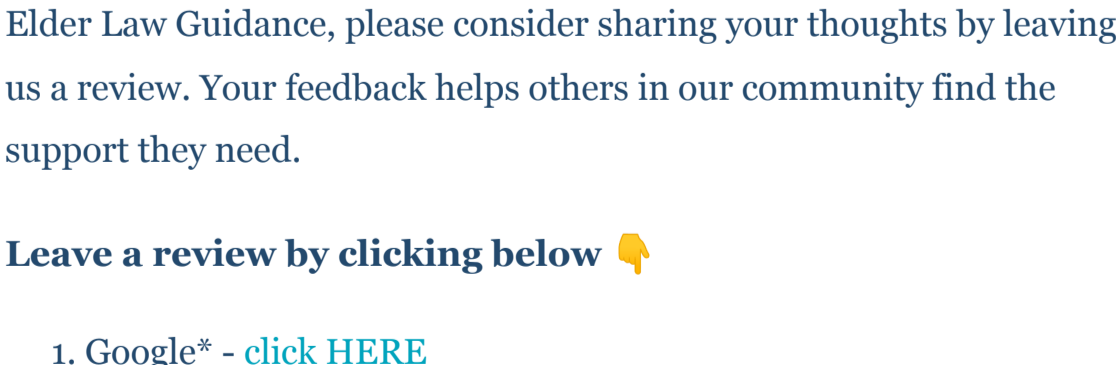 Elder Law Guidance, please consider sharing your thoughts by leaving
us a review. Your feedback helps others in our community find the
support they need.
Leave a review by clicking below 👇
1. Google* - click HERE